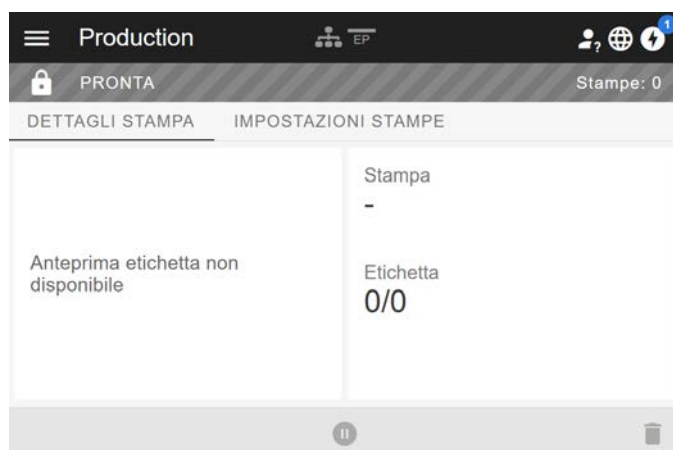 Production
EP
?
1
PRONTA
Stampe: 0
DETTAGLI STAMPA
IMPOSTAZIONI STAMPE
Anteprima etichetta non
disponibile
Stampa
-
Etichetta
0/0